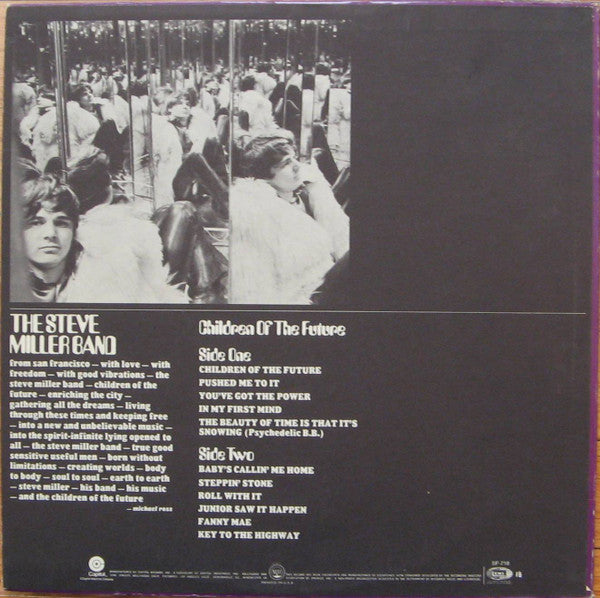 THE STEVE
MILLER BAND
from san francisco — with love — with
freedom — with good vibrations — the
steve miller band — children of the
future — enriching the city —
gathering all the dreams — living
through these times and keeping free
— into a new and unbelievable music —
into the spirit-infinite lying opened to
all — the steve miller band — true good
sensitive useful men — born without
limitations — creating worlds — body
to body — soul to soul — earth to earth
— steve miller — his band — his music
— and the children of the future
— michael ross
Children Of The Future
Side One
CHILDREN OF THE FUTURE
PUSHED ME TO IT
YOU'VE GOT THE POWER
IN MY FIRST MIND
THE BEAUTY OF TIME IS THAT IT'S
SNOWING (Psychedelic B.B.)
Side Two
BABY'S CALLIN' ME HOME
STEPPIN' STONE
ROLL WITH IT
JUNIOR SAW IT HAPPEN
FANNY MAE
KEY TO THE HIGHWAY
Capitol